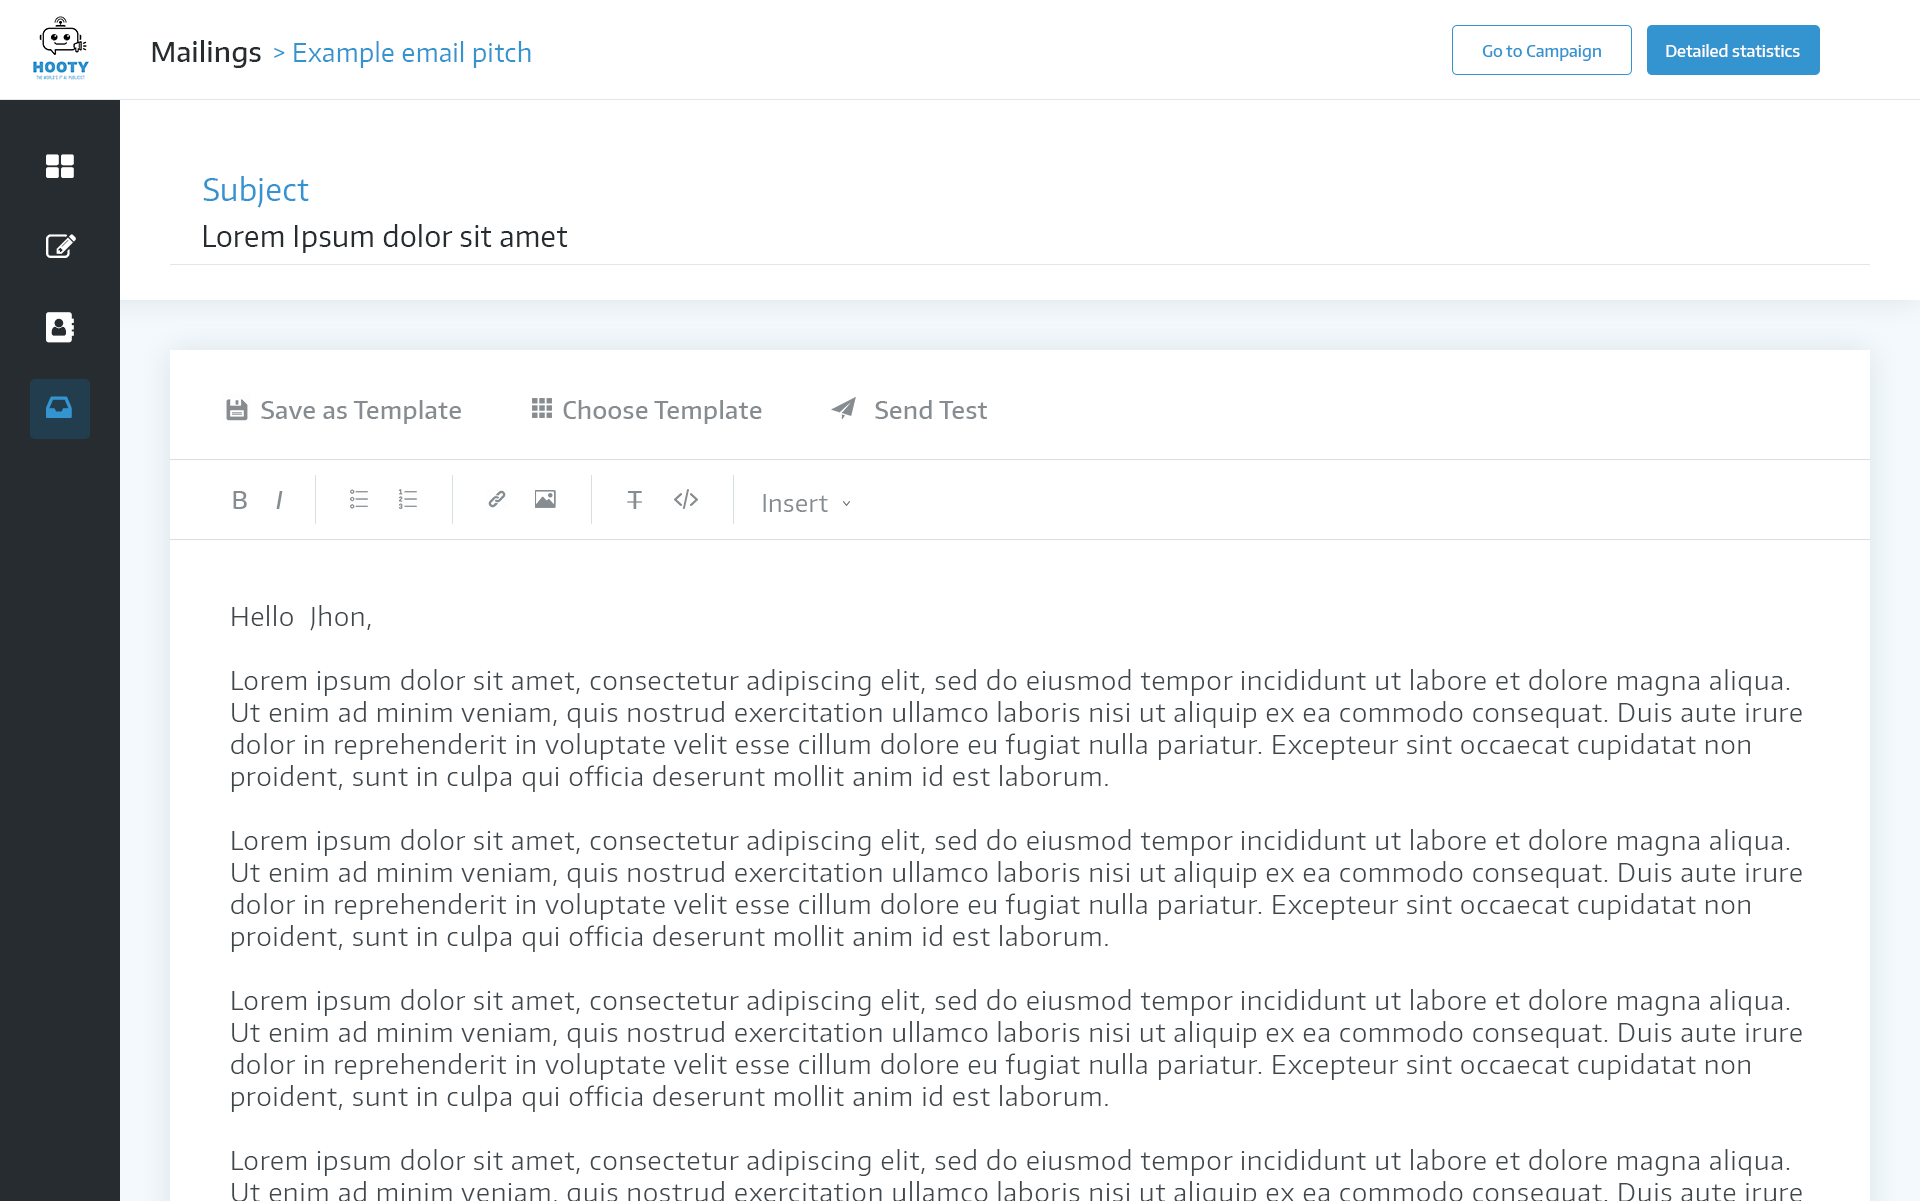 HOOTY
Mailings > Example email pitch
Go to Campaign
Detailed statistics
Subject
Lorem Ipsum dolor sit amet
Save as Template
Choose Template
Send Test
B I
1
2
3
T </>
Insert
Hello Jhon,
Lorem ipsum dolor sit amet, consectetur adipiscing elit, sed do eiusmod tempor incididunt ut labore et dolore magna aliqua.
Ut enim ad minim veniam, quis nostrud exercitation ullamco laboris nisi ut aliquip ex ea commodo consequat. Duis aute irure
dolor in reprehenderit in voluptate velit esse cillum dolore eu fugiat nulla pariatur. Excepteur sint occaecat cupidatat non
proident, sunt in culpa qui officia deserunt mollit anim id est laborum.
Lorem ipsum dolor sit amet, consectetur adipiscing elit, sed do eiusmod tempor incididunt ut labore et dolore magna aliqua.
Ut enim ad minim veniam, quis nostrud exercitation ullamco laboris nisi ut aliquip ex ea commodo consequat. Duis aute irure
dolor in reprehenderit in voluptate velit esse cillum dolore eu fugiat nulla pariatur. Excepteur sint occaecat cupidatat non
proident, sunt in culpa qui officia deserunt mollit anim id est laborum.
Lorem ipsum dolor sit amet, consectetur adipiscing elit, sed do eiusmod tempor incididunt ut labore et dolore magna aliqua.
Ut enim ad minim veniam, quis nostrud exercitation ullamco laboris nisi ut aliquip ex ea commodo consequat. Duis aute irure
dolor in reprehenderit in voluptate velit esse cillum dolore eu fugiat nulla pariatur. Excepteur sint occaecat cupidatat non
proident, sunt in culpa qui officia deserunt mollit anim id est laborum.
Lorem ipsum dolor sit amet, consectetur adipiscing elit, sed do eiusmod tempor incididunt ut labore et dolore magna aliqua.
Ut enim ad minim veniam, quis nostrud exercitation ullamco laboris nisi ut aliquip ex ea commodo consequat. Duis aute irure